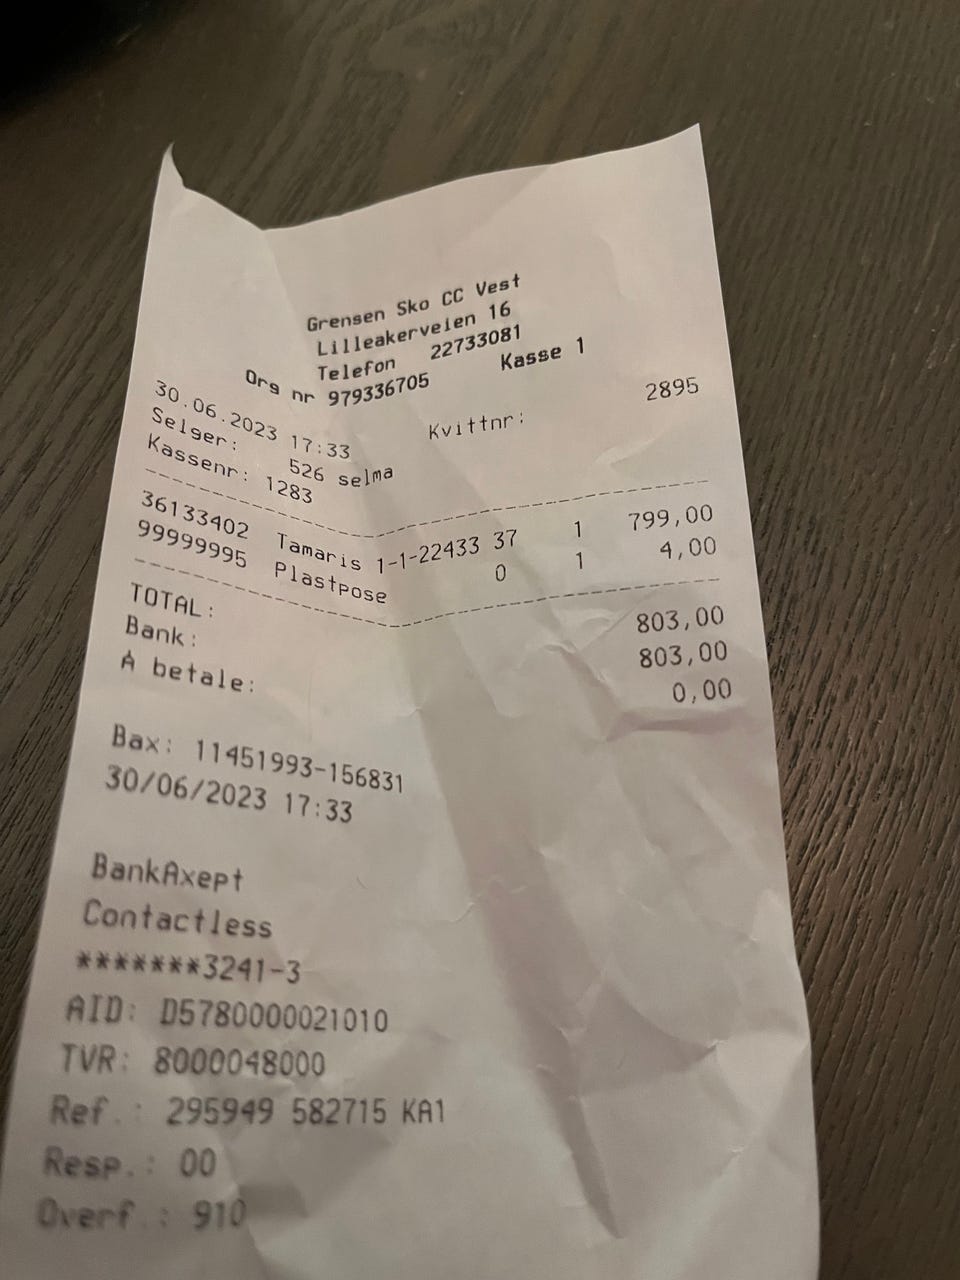 Grensen Sko CC Vest
Lilleakerveien 16
Telefon 22733081
Org nr 979336705 Kasse 1
30.06.2023 17:33 Kvittnr: 2895
Selger: 526 selma
Kassenr: 1283
36133402 Tamaris 1-1-22433 37 1 799,00
99999995 Plastpose 0 1 4,00
TOTAL: 803,00
Bank: 803,00
Å betale: 0,00
Bax: 11451993-156831
30/06/2023 17:33
BankAxept
Contactless
*******3241-3
AID: D5780000021010
TVR: 8000048000
Ref.: 295949 582715 KA1
Resp.: 00
Overf.: 910